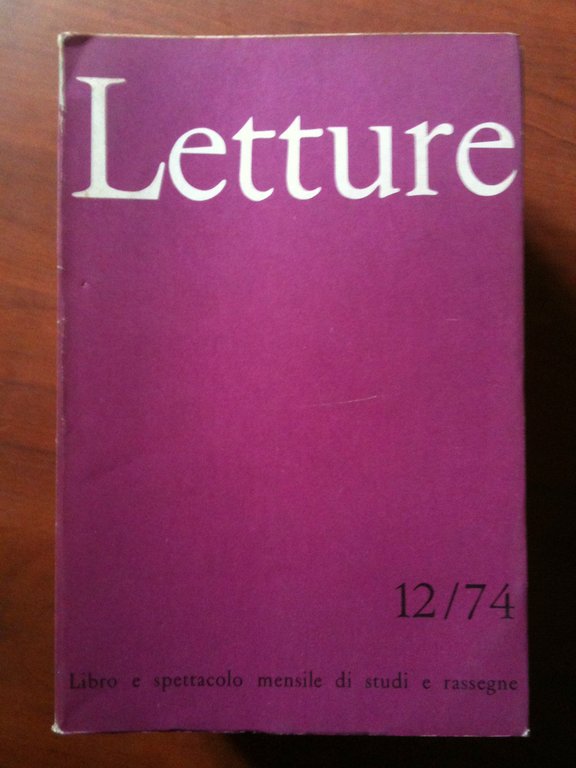 Letture
12/74
Libro e spettacolo mensile di studi e rassegne